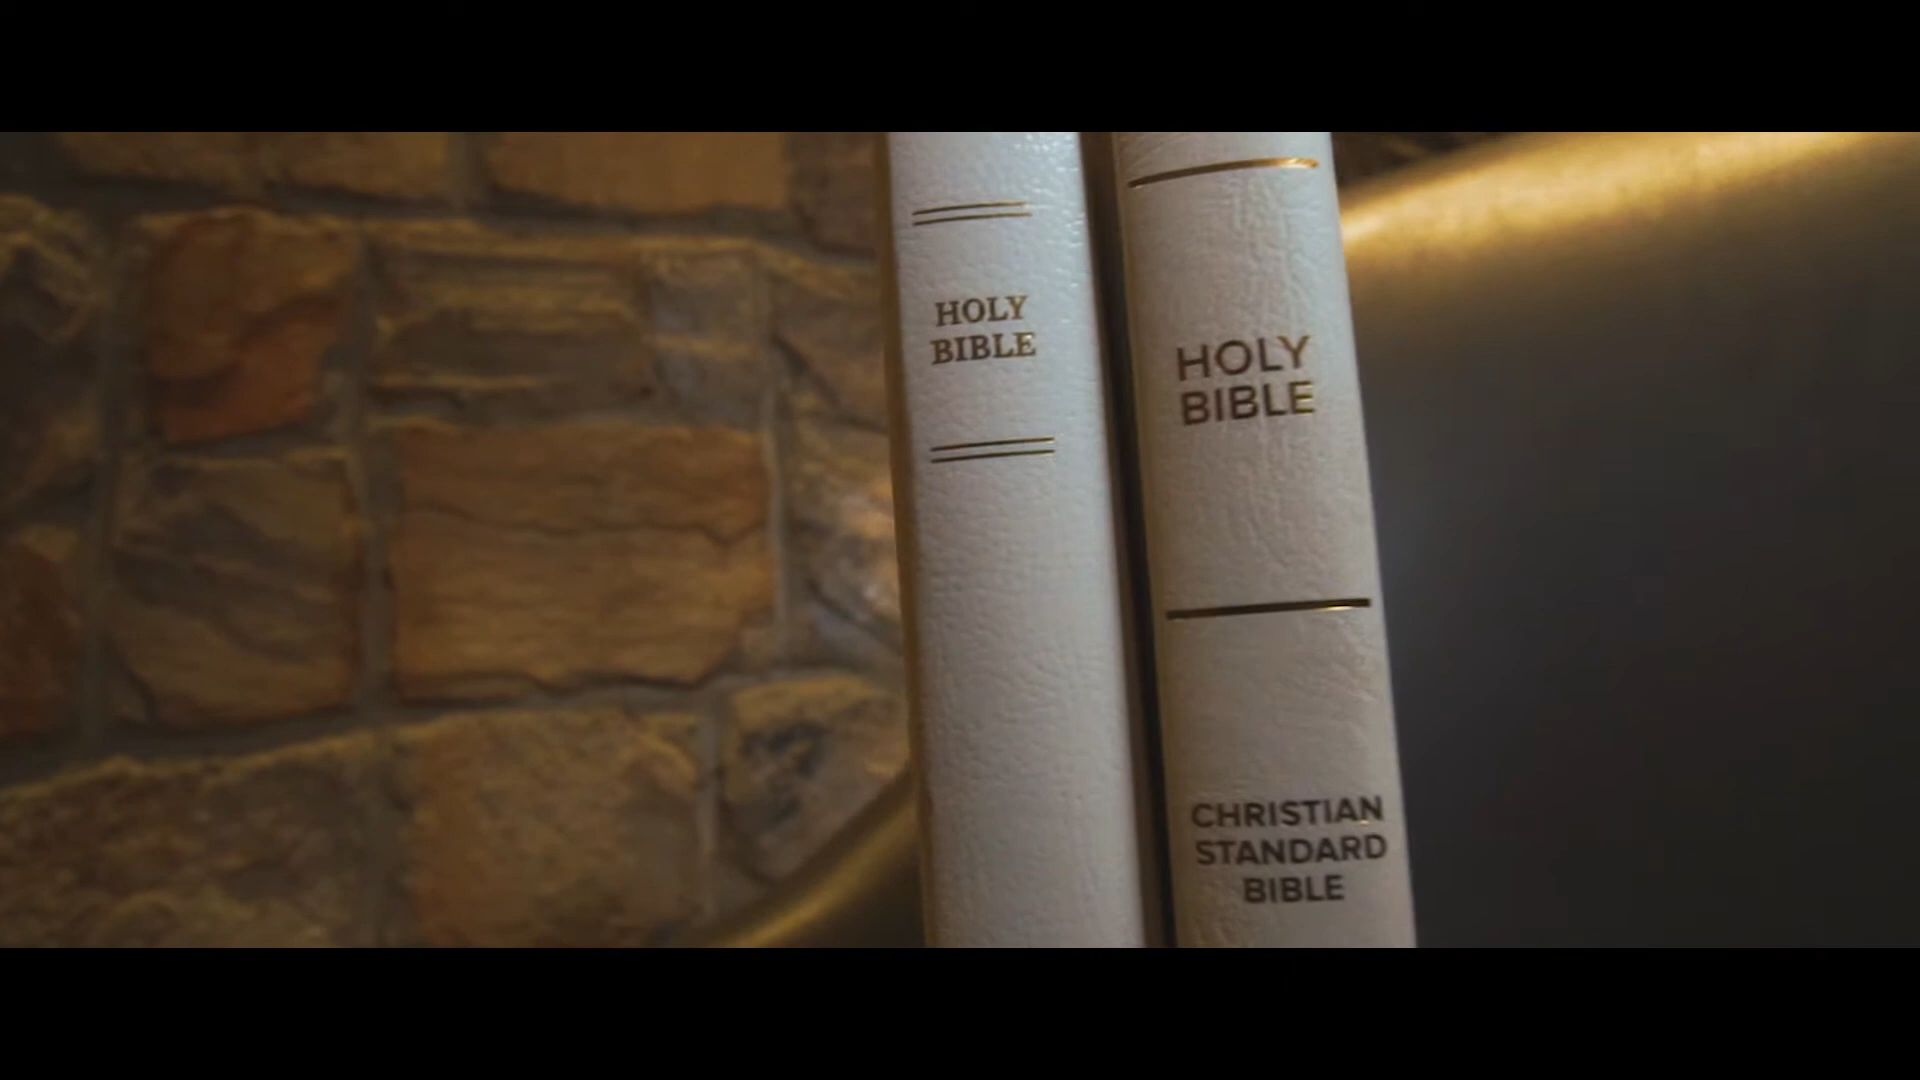 HOLY
BIBLE
HOLY
BIBLE
CHRISTIAN
STANDARD
BIBLE